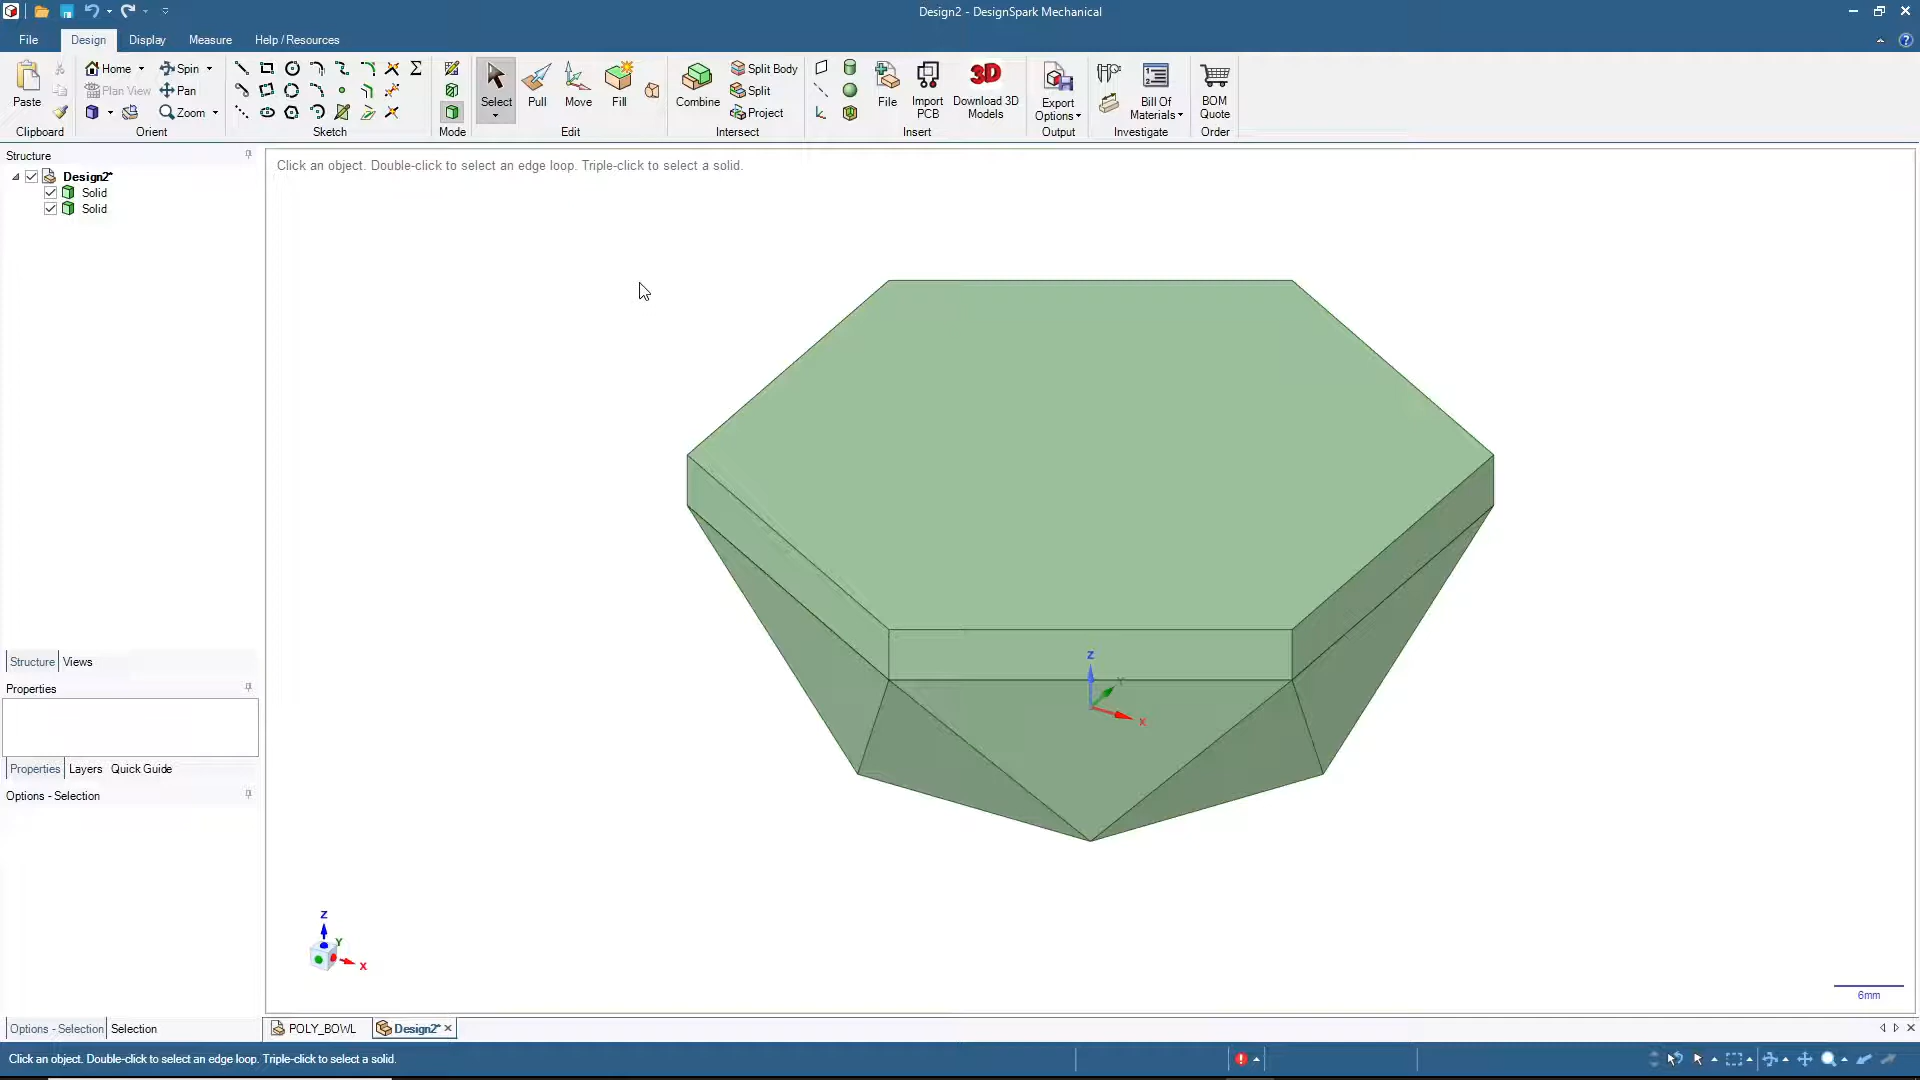 Design2 - DesignSpark Mechanical
File Design Display Measure Help / Resources
Paste
Home Spin
Plan View Pan
Zoom
Select Pull Move Fill
Combine
Split Body
Split
Project
File Import PCB Download 3D Models
3D
Export Options
Bill Of Materials
BOM Quote
Clipboard Orient Sketch Mode Edit Intersect Insert Output Investigate Order
Structure
Design2*
Solid
Solid
Click an object. Double-click to select an edge loop. Triple-click to select a solid.
Z
Y
X
Structure Views
Properties
Properties Layers Quick Guide
Options - Selection
Z
Y
X
6mm
Options - Selection Selection
POLY_BOWL Design2*
Click an object. Double-click to select an edge loop. Triple-click to select a solid.